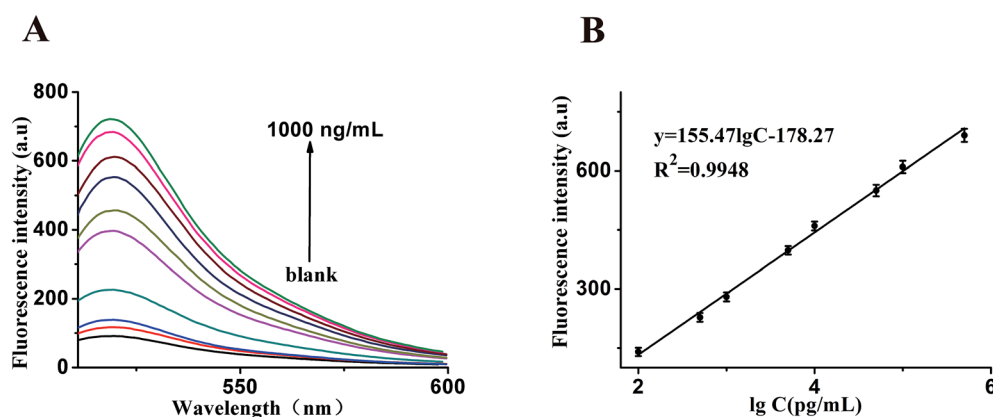 A
B
Fluorescence intensity (a.u)
800
600
400
200
0
1000 ng/mL
blank
550
600
Wavelength（nm）
Fluorescence intensity (a.u)
600
300
y=155.47lgC-178.27
R²=0.9948
2
4
6
lg C(pg/mL)